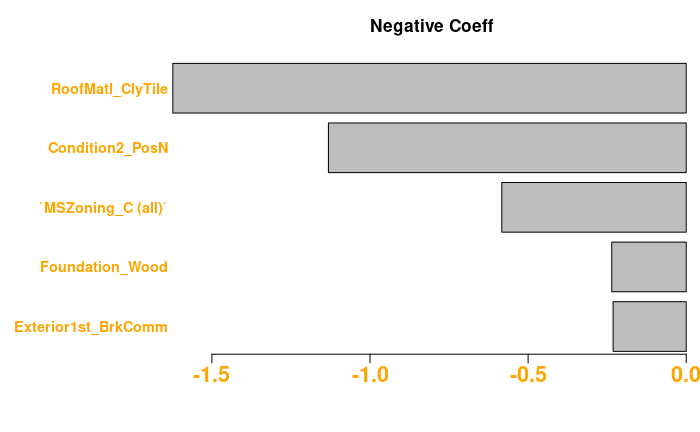 Negative Coeff
RoofMatl_ClyTile
Condition2_PosN
`MSZoning_C (all)`
Foundation_Wood
Exterior1st_BrkComm
-1.5 -1.0 -0.5 0.0